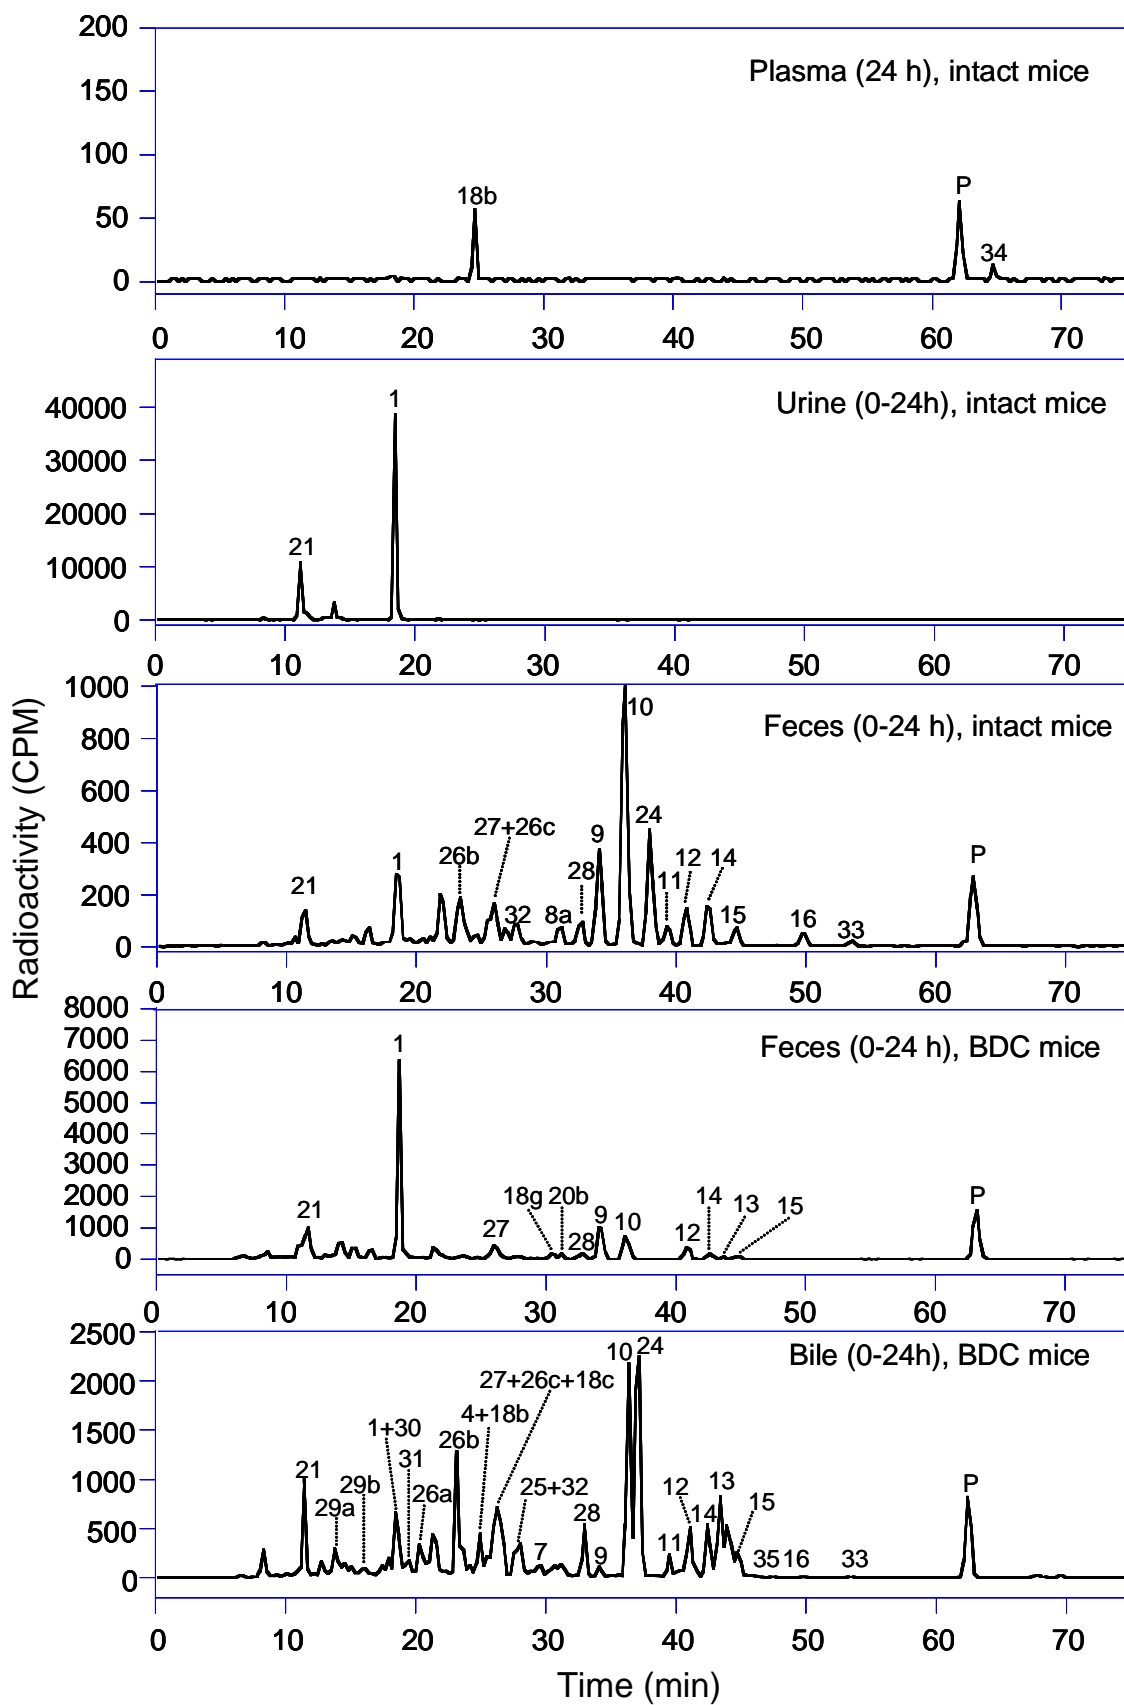 200
150
100
50
0
Plasma (24 h), intact mice
18b
P
34
0 10 20 30 40 50 60 70
40000
30000
20000
10000
0
Urine (0-24h), intact mice
21
1
0 10 20 30 40 50 60 70
Radioactivity (CPM)
1000
800
600
400
200
0
Feces (0-24 h), intact mice
21
1
26b
27+26c
32
8a
28
9
10
24
11
12
14
15
16
33
P
0 10 20 30 40 50 60 70
8000
7000
6000
5000
4000
3000
2000
1000
0
Feces (0-24 h), BDC mice
21
1
27
18g
20b
28
9
10
12
14
13
15
P
0 10 20 30 40 50 60 70
2500
2000
1500
1000
500
0
Bile (0-24h), BDC mice
21
29a
29b
1+30
31
26a
26b
4+18b
27+26c+18c
25+32
7
28
9
10
24
11
12
14
13
15
35
16
33
P
0 10 20 30 40 50 60 70
Time (min)